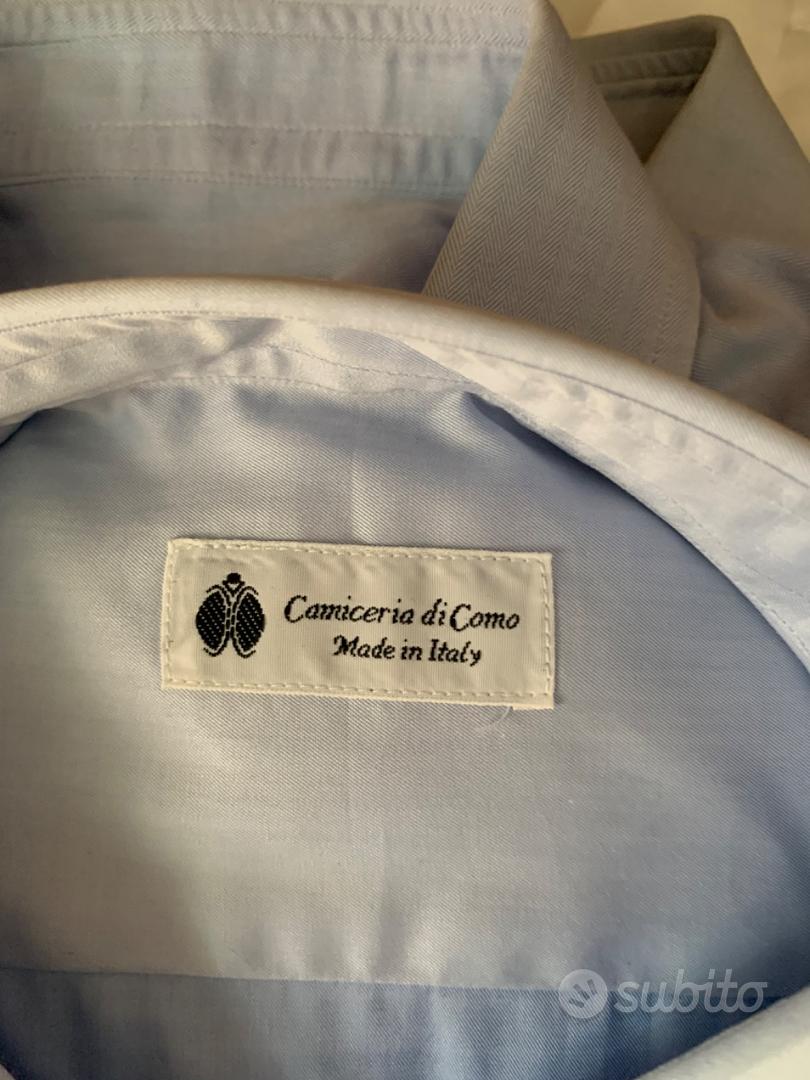 Camiceria di Como
Made in Italy
subito